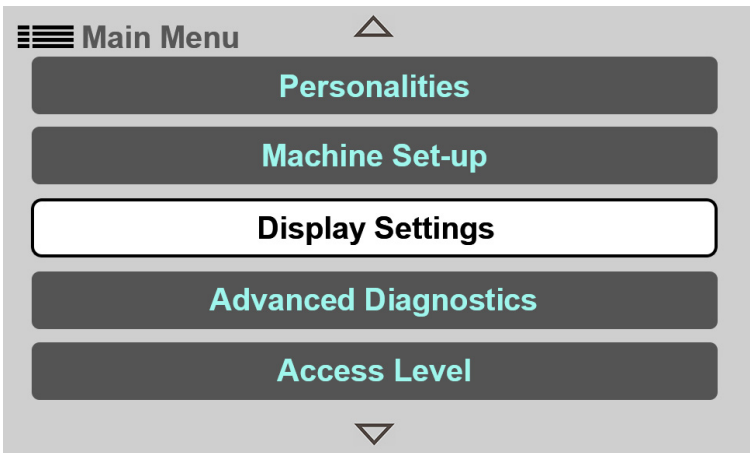 Main Menu
Personalities
Machine Set-up
Display Settings
Advanced Diagnostics
Access Level